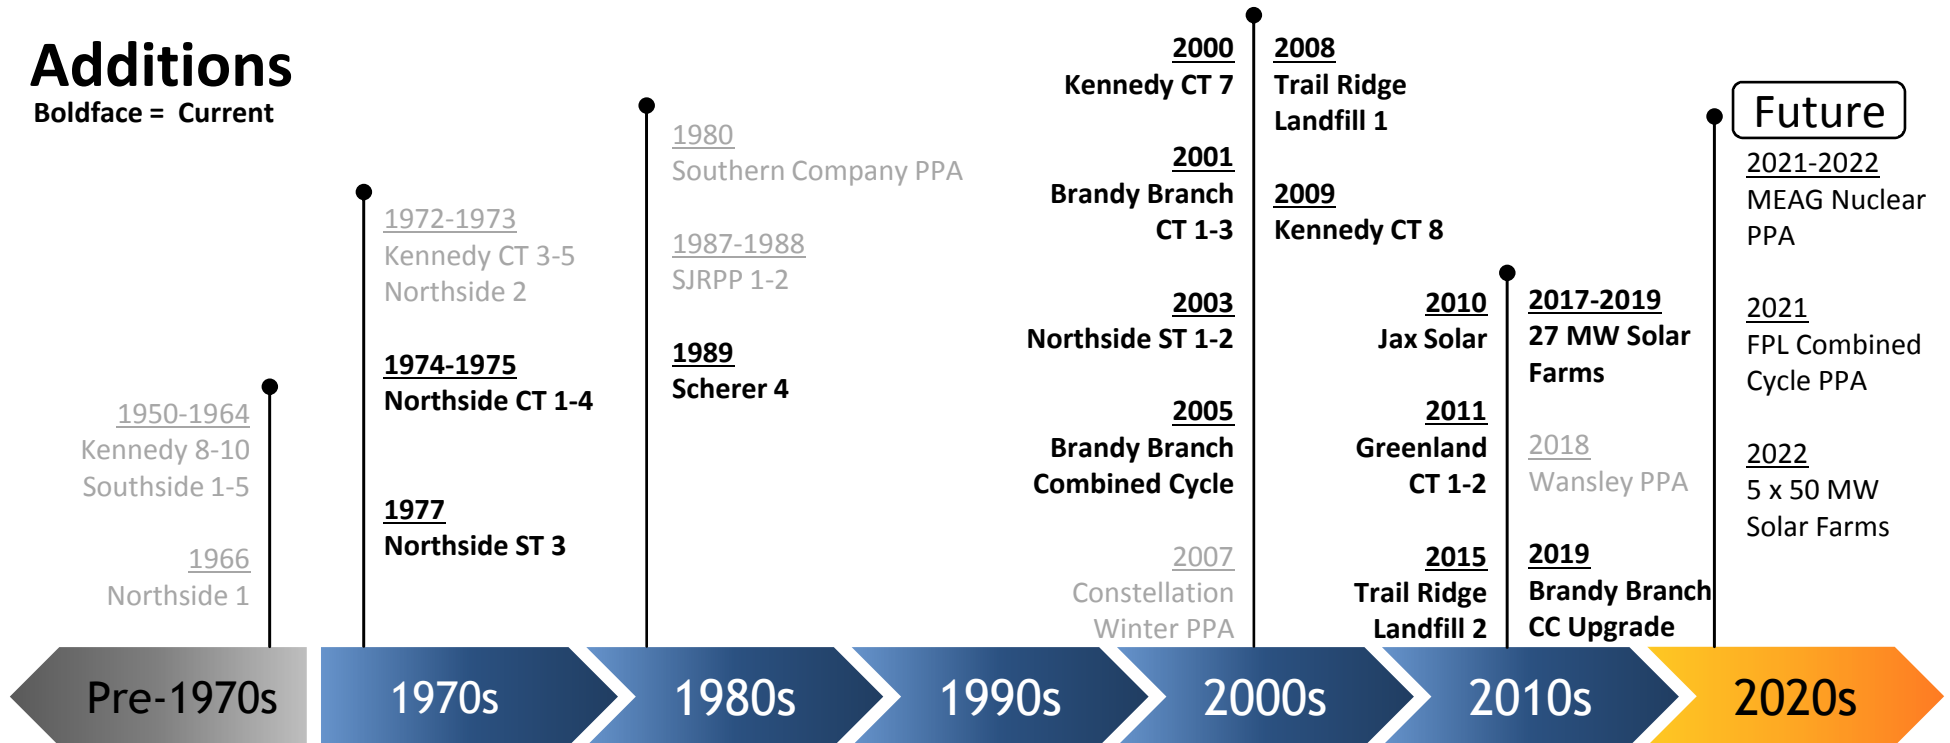 Additions
Boldface = Current
1950-1964
Kennedy 8-10
Southside 1-5
1966
Northside 1
1972-1973
Kennedy CT 3-5
Northside 2
1974-1975
Northside CT 1-4
1977
Northside ST 3
1980
Southern Company PPA
1987-1988
SJRPP 1-2
1989
Scherer 4
2000
Kennedy CT 7
2001
Brandy Branch
CT 1-3
2003
Northside ST 1-2
2005
Brandy Branch
Combined Cycle
2007
Constellation
Winter PPA
2008
Trail Ridge
Landfill 1
2009
Kennedy CT 8
2010
Jax Solar
2011
Greenland
CT 1-2
2015
Trail Ridge
Landfill 2
2017-2019
27 MW Solar
Farms
2018
Wansley PPA
2019
Brandy Branch
CC Upgrade
Future
2021-2022
MEAG Nuclear
PPA
2021
FPL Combined
Cycle PPA
2022
5 x 50 MW
Solar Farms
Pre-1970s
1970s
1980s
1990s
2000s
2010s
2020s